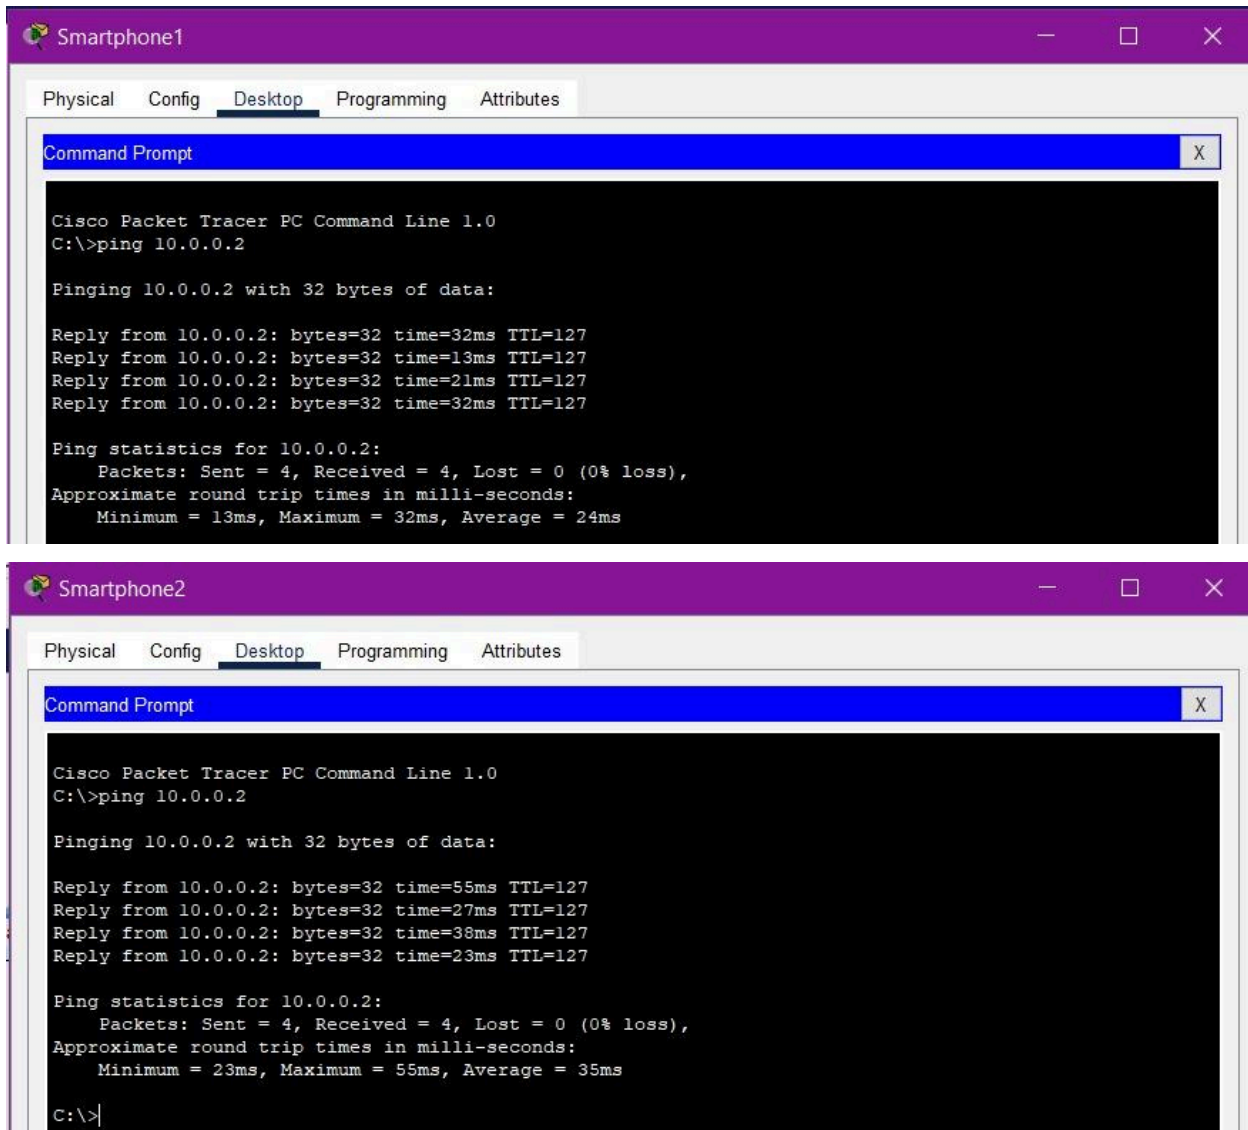 Smartphone1
Physical Config Desktop Programming Attributes
Command Prompt X
Cisco Packet Tracer PC Command Line 1.0
C:\>ping 10.0.0.2
Pinging 10.0.0.2 with 32 bytes of data:
Reply from 10.0.0.2: bytes=32 time=32ms TTL=127
Reply from 10.0.0.2: bytes=32 time=13ms TTL=127
Reply from 10.0.0.2: bytes=32 time=21ms TTL=127
Reply from 10.0.0.2: bytes=32 time=32ms TTL=127
Ping statistics for 10.0.0.2:
    Packets: Sent = 4, Received = 4, Lost = 0 (0% loss),
Approximate round trip times in milli-seconds:
    Minimum = 13ms, Maximum = 32ms, Average = 24ms
Smartphone2
Physical Config Desktop Programming Attributes
Command Prompt X
Cisco Packet Tracer PC Command Line 1.0
C:\>ping 10.0.0.2
Pinging 10.0.0.2 with 32 bytes of data:
Reply from 10.0.0.2: bytes=32 time=55ms TTL=127
Reply from 10.0.0.2: bytes=32 time=27ms TTL=127
Reply from 10.0.0.2: bytes=32 time=38ms TTL=127
Reply from 10.0.0.2: bytes=32 time=23ms TTL=127
Ping statistics for 10.0.0.2:
    Packets: Sent = 4, Received = 4, Lost = 0 (0% loss),
Approximate round trip times in milli-seconds:
    Minimum = 23ms, Maximum = 55ms, Average = 35ms
C:\>